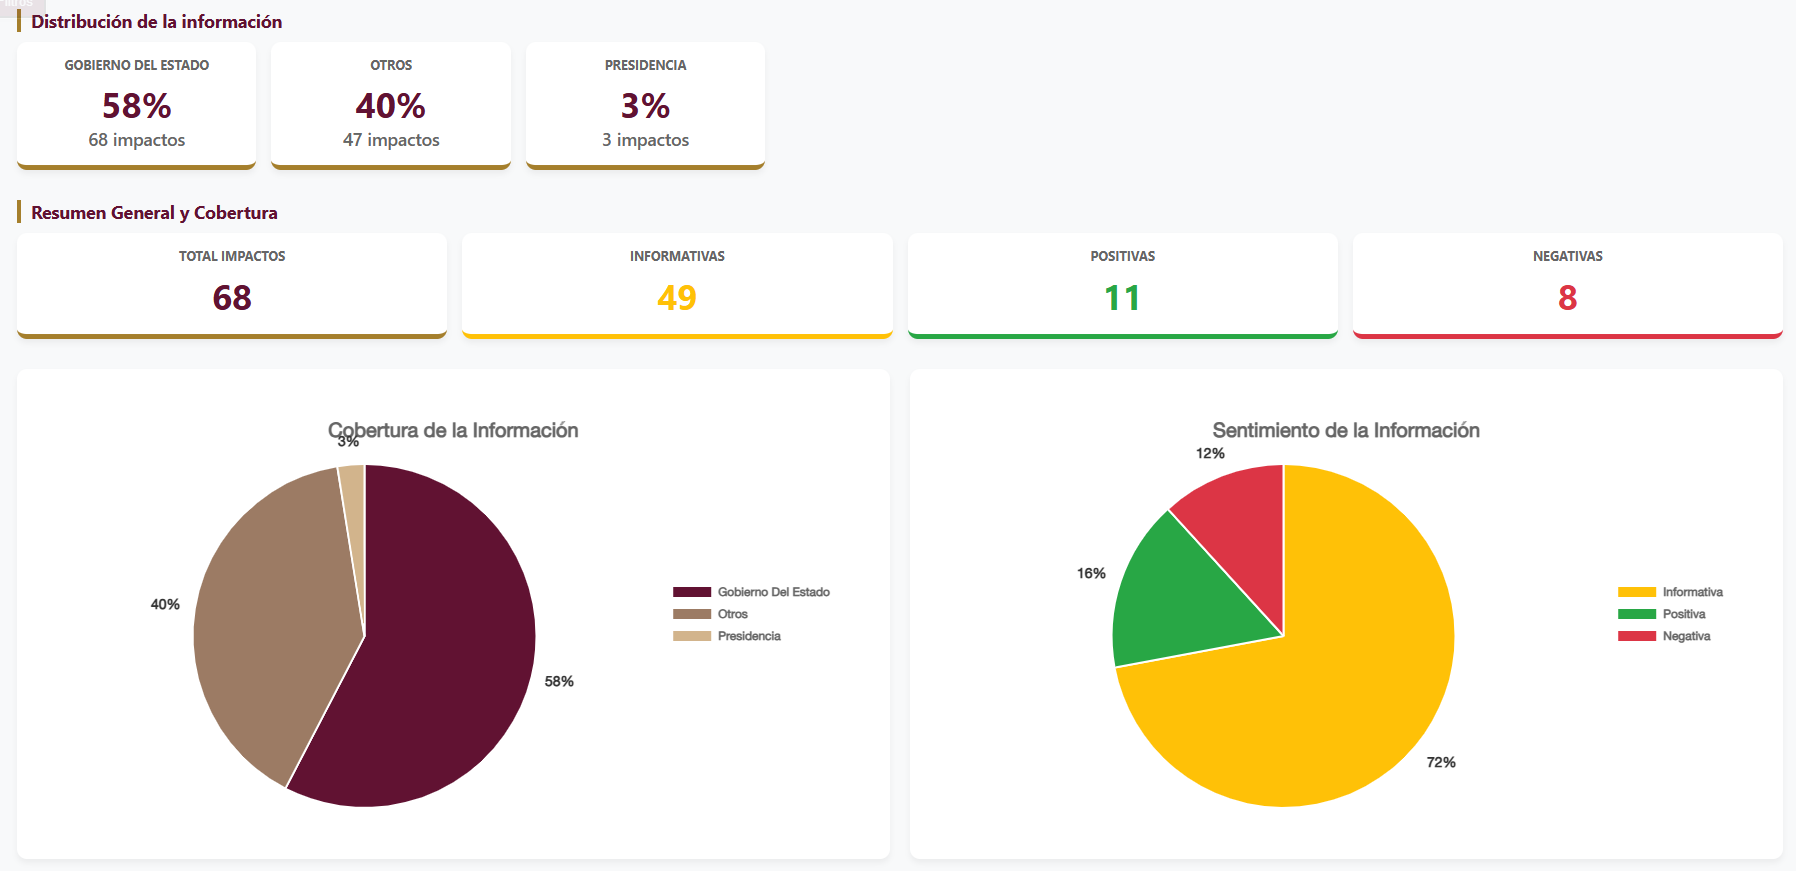 Filtros
Distribución de la información
GOBIERNO DEL ESTADO
58%
68 impactos
OTROS
40%
47 impactos
PRESIDENCIA
3%
3 impactos
Resumen General y Cobertura
TOTAL IMPACTOS
68
INFORMATIVAS
49
POSITIVAS
11
NEGATIVAS
8
Cobertura de la Información
3%
40%
58%
Gobierno Del Estado
Otros
Presidencia
Sentimiento de la Información
12%
16%
72%
Informativa
Positiva
Negativa